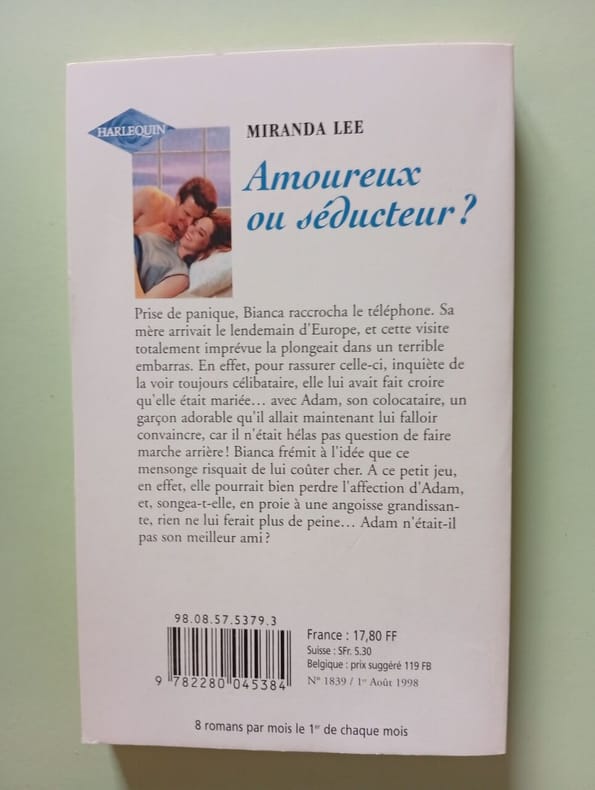 HARLEQUIN
MIRANDA LEE
Amoureux
ou séducteur ?
Prise de panique, Bianca raccrocha le téléphone. Sa
mère arrivait le lendemain d'Europe, et cette visite
totalement imprévue la plongeait dans un terrible
embarras. En effet, pour rassurer celle-ci, inquiète de
la voir toujours célibataire, elle lui avait fait croire
qu'elle était mariée... avec Adam, son colocataire, un
garçon adorable qu'il allait maintenant lui falloir
convaincre, car il n'était hélas pas question de faire
marche arrière ! Bianca frémit à l'idée que ce
mensonge risquait de lui coûter cher. A ce petit jeu,
en effet, elle pourrait bien perdre l'affection d'Adam,
et, songea-t-elle, en proie à une angoisse grandissan-
te, rien ne lui ferait plus de peine... Adam n'était-il
pas son meilleur ami ?
98.08.57.5379.3
9 782280 045384
France : 17,80 FF
Suisse : SFr. 5.30
Belgique : prix suggéré 119 FB
N° 1839 / 1er Août 1998
8 romans par mois le 1er de chaque mois